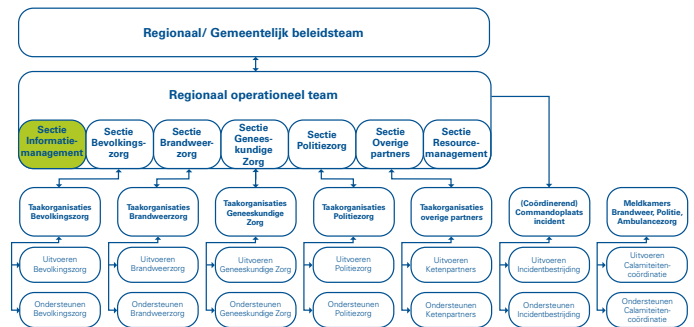 Regionaal/ Gemeentelijk beleidsteam
Regionaal operationeel team
Sectie
Informatie-
management
Sectie
Bevolkings-
zorg
Sectie
Brandweer-
zorg
Sectie
Genees-
kundige
Zorg
Sectie
Politiezorg
Sectie
Overige
partners
Sectie
Resource-
management
Taakorganisaties
Bevolkingszorg
Taakorganisaties
Brandweerzorg
Taakorganisaties
Geneeskundige
Zorg
Taakorganisaties
Politiezorg
Taakorganisaties
overige partners
(Coördinerend)
Commandoplaats
incident
Meldkamers
Brandweer, Politie,
Ambulancezorg
Uitvoeren
Bevolkingszorg
Uitvoeren
Brandweerzorg
Uitvoeren
Geneeskundige Zorg
Uitvoeren
Politiezorg
Uitvoeren
Ketenpartners
Uitvoeren
Incidentbestrijding
Uitvoeren
Calamiteiten-
coördinatie
Ondersteunen
Bevolkingszorg
Ondersteunen
Brandweerzorg
Ondersteunen
Geneeskundige Zorg
Ondersteunen
Politiezorg
Ondersteunen
Ketenpartners
Ondersteunen
Incidentbestrijding
Ondersteunen
Calamiteiten-
coördinatie